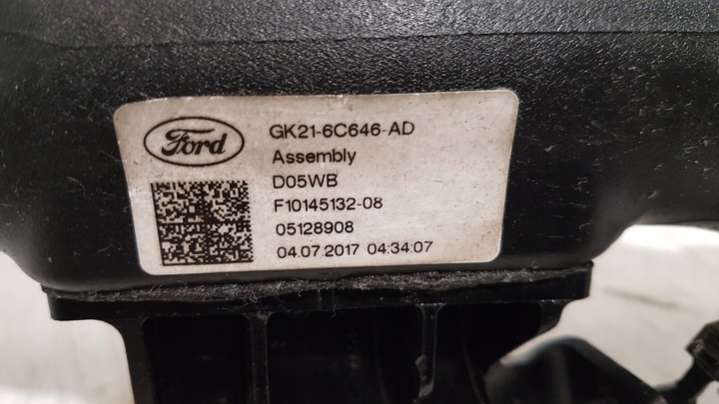 Ford
GK21-6C646-AD
Assembly
D05WB
F10145132-08
05128908
04.07.2017 04:34:07